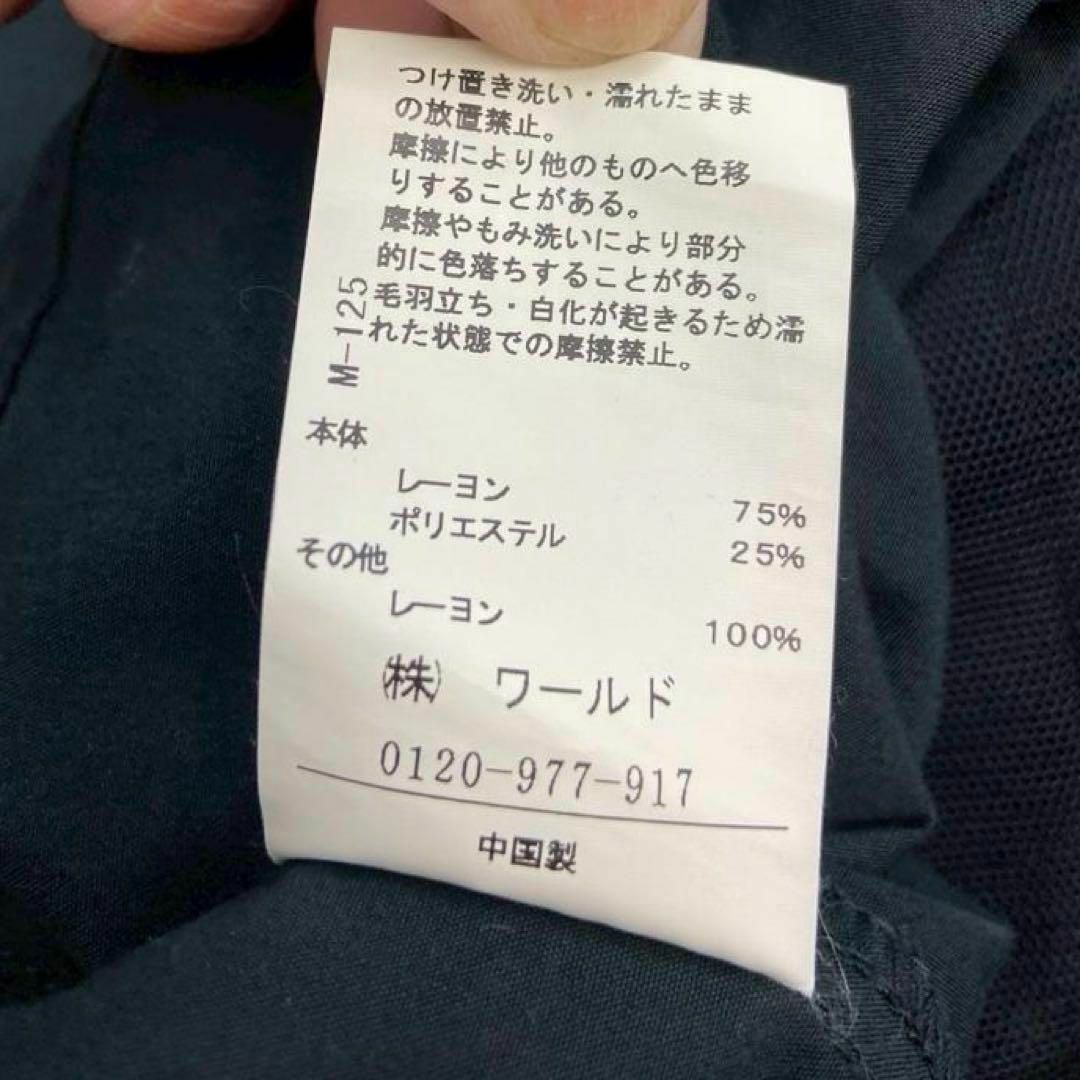 つけ置き洗い・濡れたまま
の放置禁止。
摩擦により他のものへ色移
りすることがある。
摩擦やもみ洗いにより部分
的に色落ちすることがある。
毛羽立ち・白化が起きるため濡
れた状態での摩擦禁止。
M-125
本体
レーヨン 75%
ポリエステル 25%
その他
レーヨン 100%
㈱ ワールド
0120-977-917
中国製